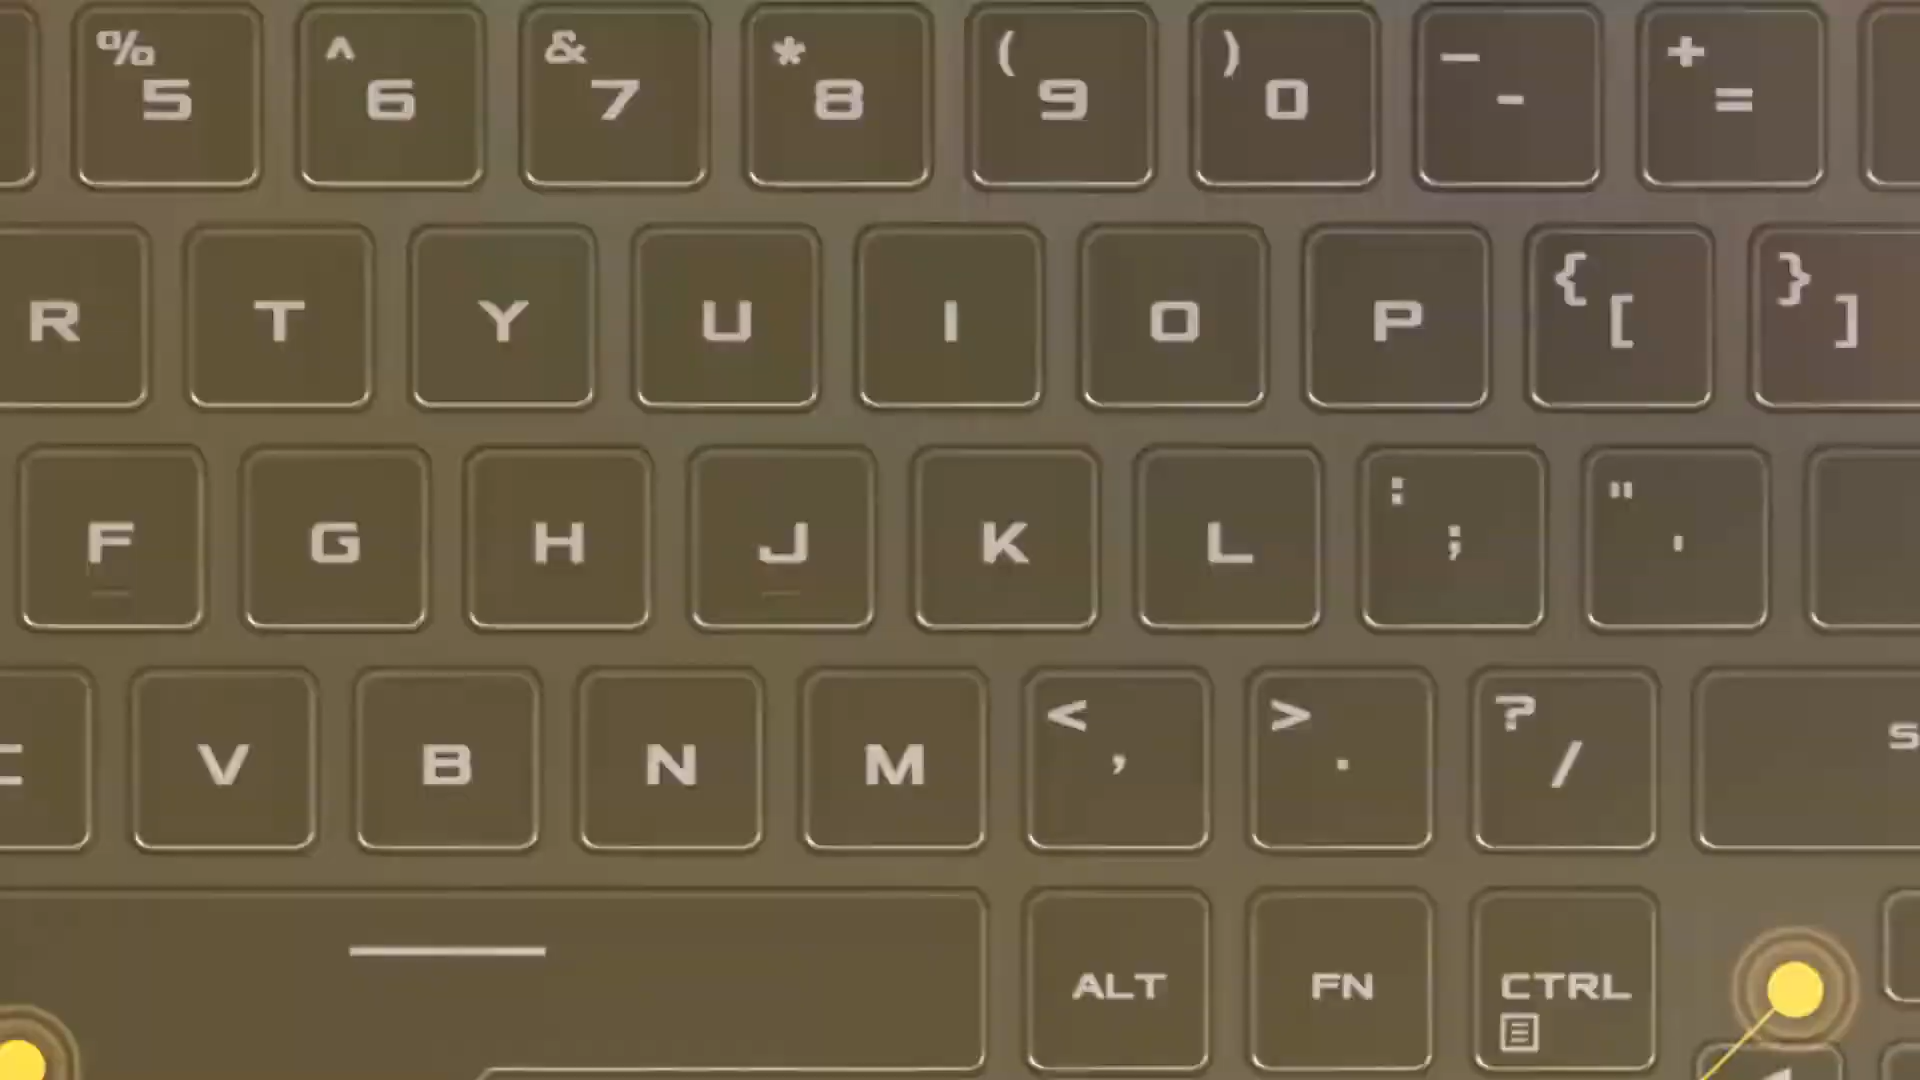 % 5 ^ 6 & 7 * 8 ( 9 ) 0 — - + =
R T Y U I O P { [ } ]
F G H J K L : ; " '
V B N M < , > . ? /
ALT FN CTRL